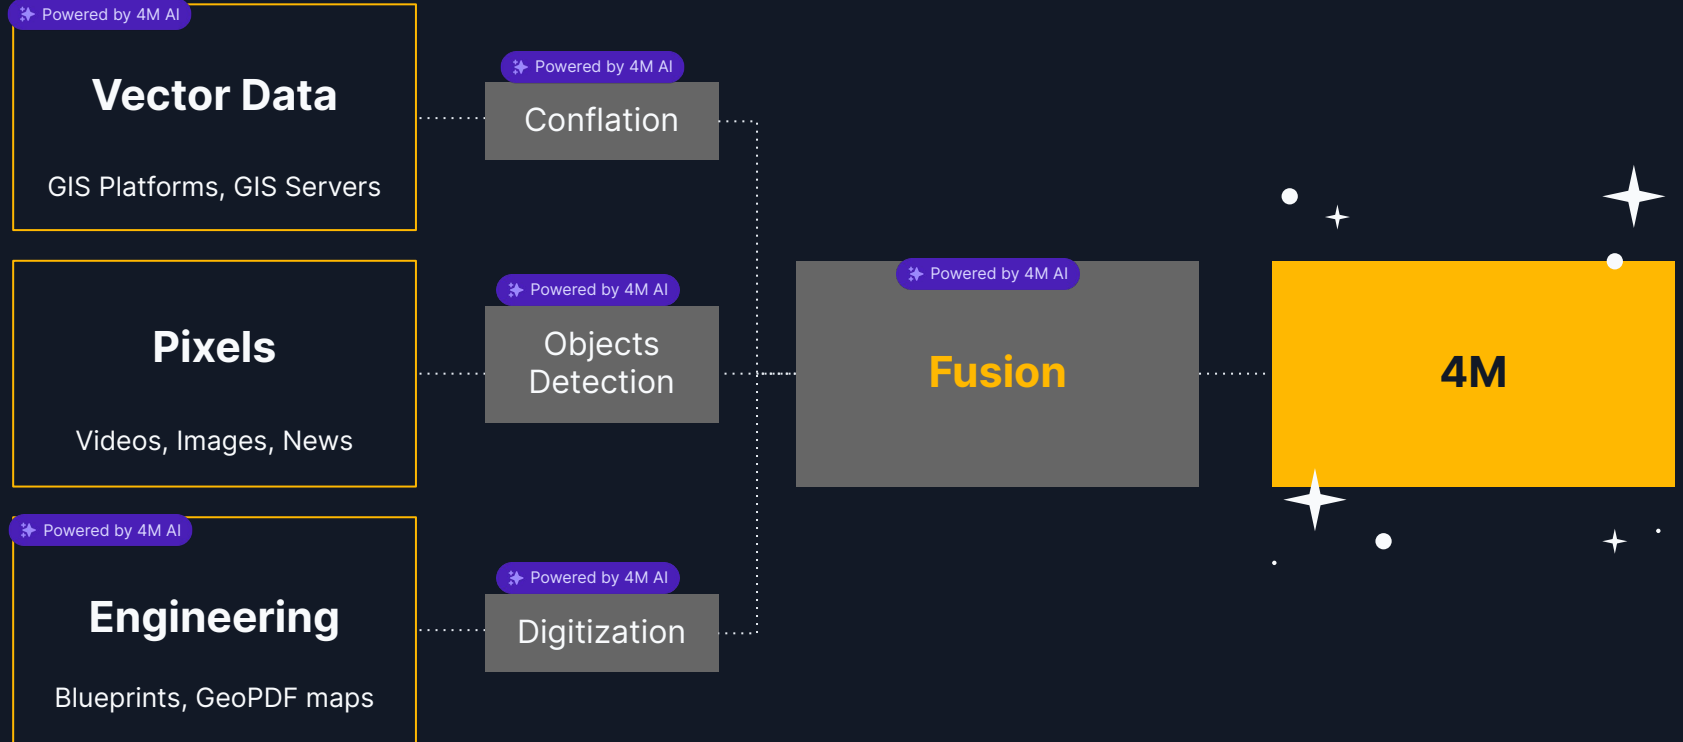 Powered by 4M AI
Vector Data
GIS Platforms, GIS Servers
Powered by 4M AI
Conflation
Pixels
Videos, Images, News
Powered by 4M AI
Objects
Detection
Powered by 4M AI
Engineering
Blueprints, GeoPDF maps
Powered by 4M AI
Digitization
Powered by 4M AI
Fusion
4M